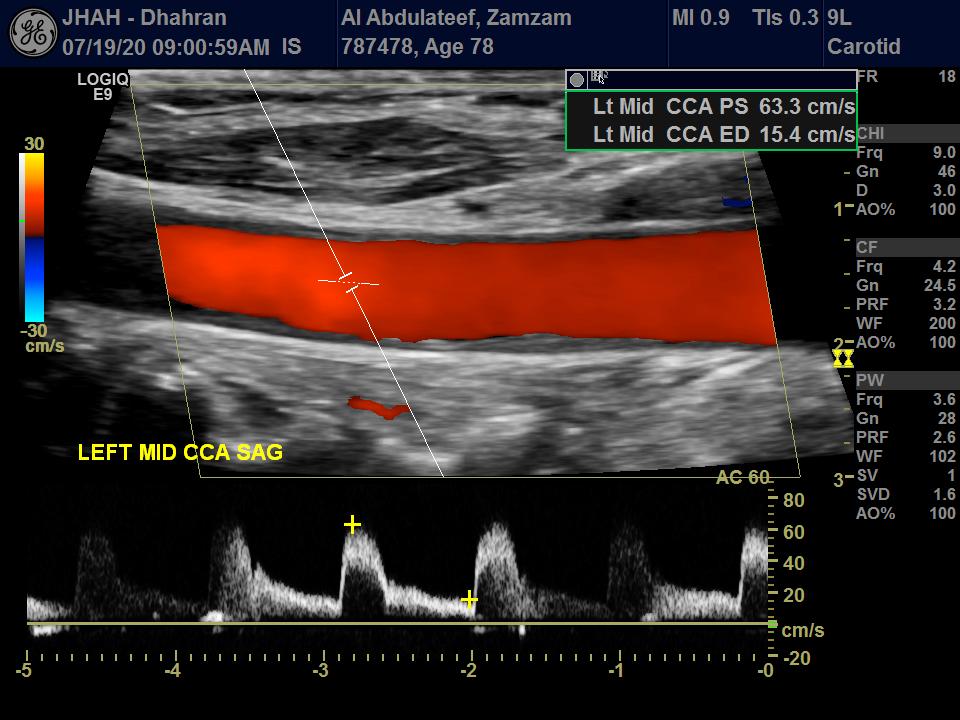 JHAH - Dhahran
07/19/20 09:00:59AM IS
Al Abdulateef, Zamzam
787478, Age 78
MI 0.9 TIs 0.3
9L
Carotid
LOGIQ
E9
Lt Mid CCA PS 63.3 cm/s
Lt Mid CCA ED 15.4 cm/s
FR 18
CHI
Frq 9.0
Gn 46
D 3.0
AO% 100
CF
Frq 4.2
Gn 24.5
PRF 3.2
WF 200
AO% 100
PW
Frq 3.6
Gn 28
PRF 2.6
WF 102
SV 1
SVD 1.6
AO% 100
30
-30
cm/s
1
2
3
LEFT MID CCA SAG
AC 60
80
60
40
20
cm/s
-20
-5 -4 -3 -2 -1 -0